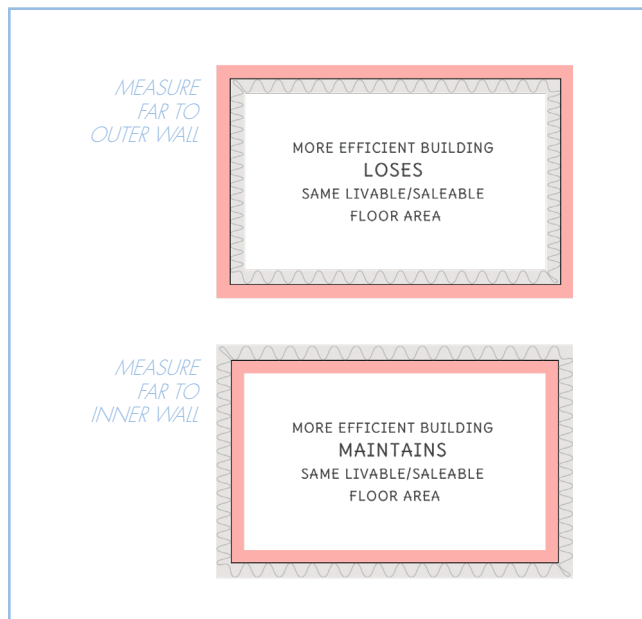 MEASURE
FAR TO
OUTER WALL
MORE EFFICIENT BUILDING
LOSES
SAME LIVABLE/SALEABLE
FLOOR AREA
MEASURE
FAR TO
INNER WALL
MORE EFFICIENT BUILDING
MAINTAINS
SAME LIVABLE/SALEABLE
FLOOR AREA